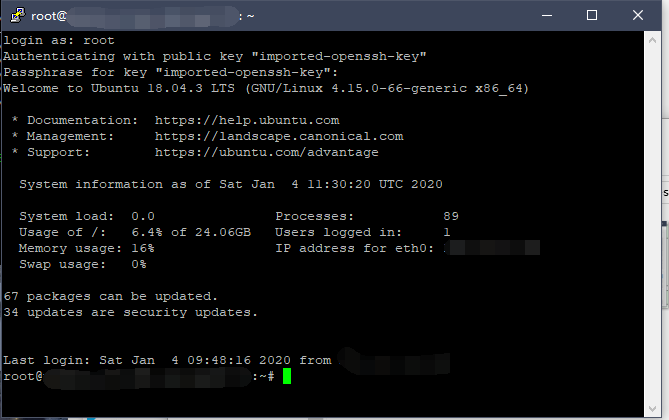 root@ : ~
login as: root
Authenticating with public key "imported-openssh-key"
Passphrase for key "imported-openssh-key":
Welcome to Ubuntu 18.04.3 LTS (GNU/Linux 4.15.0-66-generic x86_64)
* Documentation:  https://help.ubuntu.com
* Management:     https://landscape.canonical.com
* Support:        https://ubuntu.com/advantage
System information as of Sat Jan  4 11:30:20 UTC 2020
System load:  0.0               Processes:           89
Usage of /:   6.4% of 24.06GB   Users logged in:     1
Memory usage: 16%               IP address for eth0:
Swap usage:   0%
67 packages can be updated.
34 updates are security updates.
Last login: Sat Jan  4 09:48:16 2020 from
root@ :~#